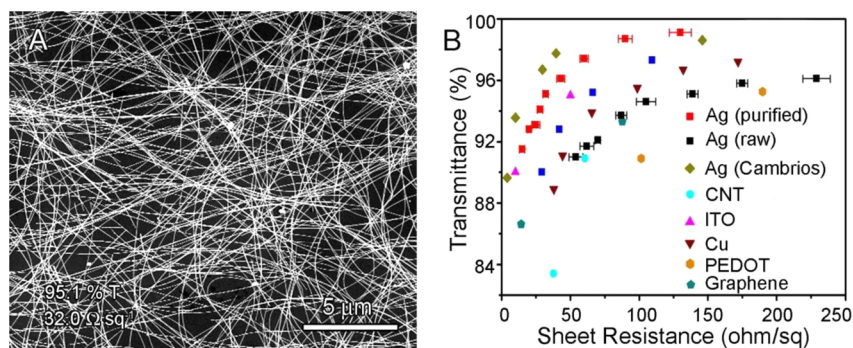 A
95.1 % T
32.0 Ω sq⁻¹
5 µm
B
Transmittance (%)
100
96
92
88
84
0 50 100 150 200 250
Sheet Resistance (ohm/sq)
Ag (purified)
Ag (raw)
Ag (Cambrios)
CNT
ITO
Cu
PEDOT
Graphene